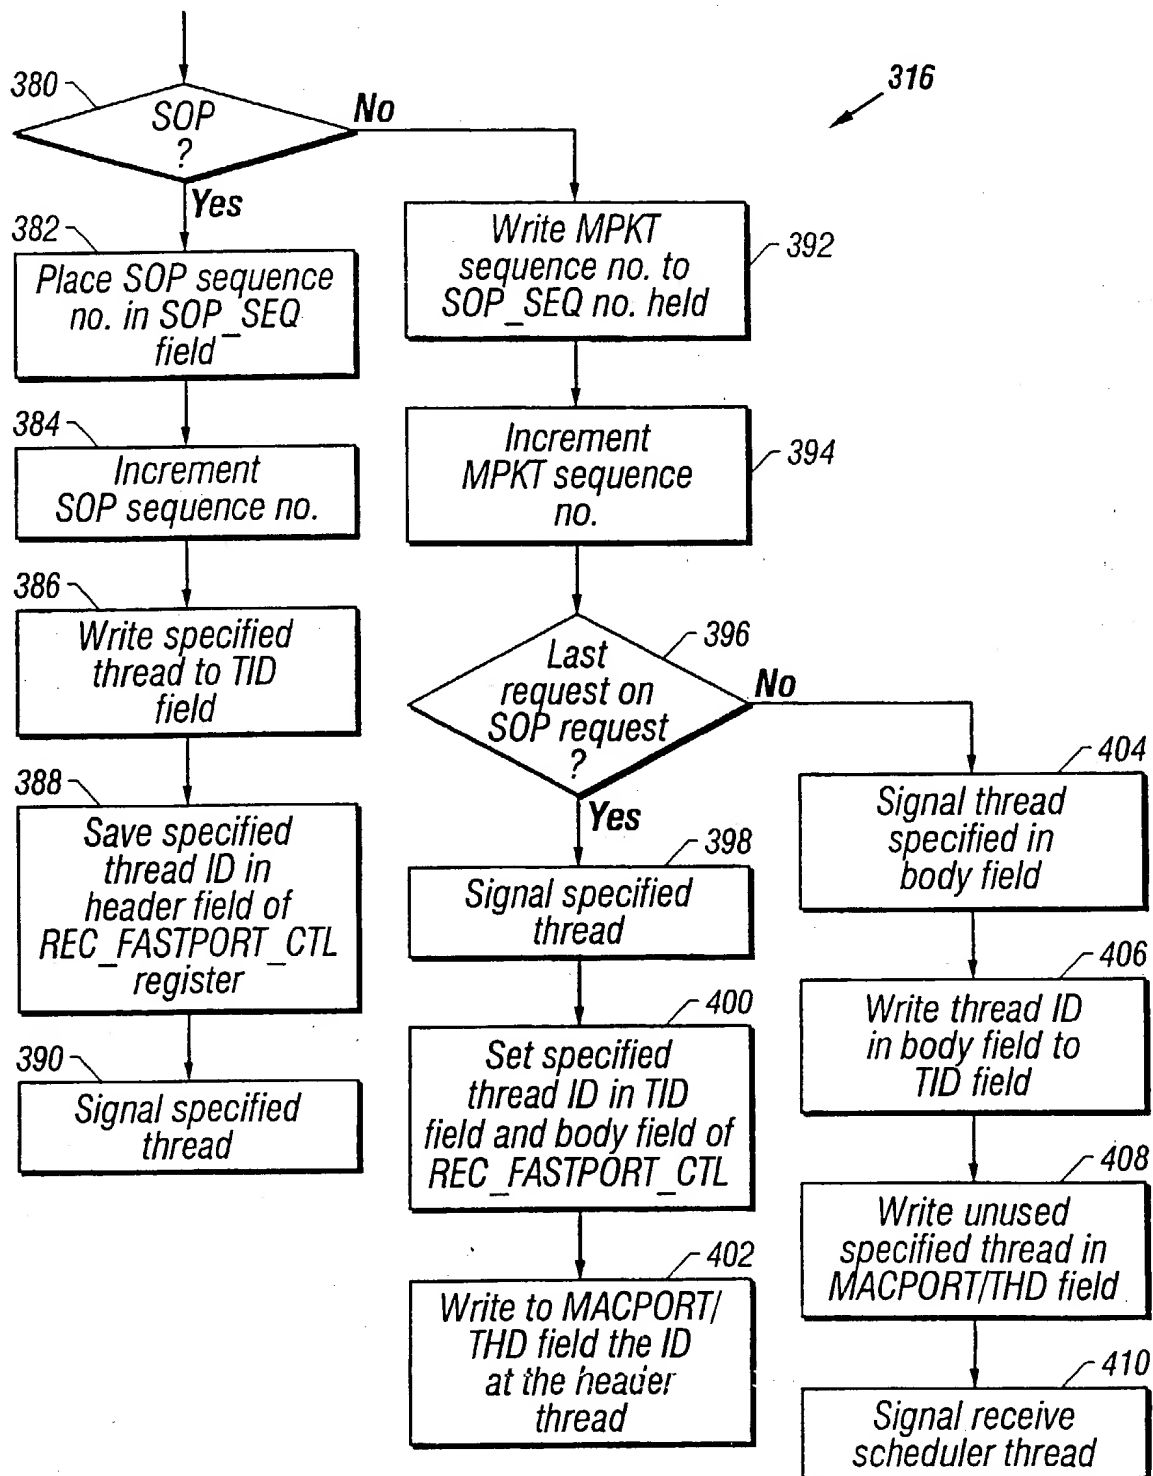 316
380
SOP
?
No
Yes
382
Place SOP sequence
no. in SOP_SEQ
field
384
Increment
SOP sequence no.
386
Write specified
thread to TID
field
388
Save specified
thread ID in
header field of
REC_FASTPORT_CTL
register
390
Signal specified
thread
Write MPKT
sequence no. to
SOP_SEQ no. held
392
Increment
MPKT sequence
no.
394
Last
request on
SOP request
?
396
No
Yes
398
Signal specified
thread
400
Set specified
thread ID in TID
field and body field of
REC_FASTPORT_CTL
402
Write to MACPORT/
THD field the ID
at the header
thread
404
Signal thread
specified in
body field
406
Write thread ID
in body field to
TID field
408
Write unused
specified thread in
MACPORT/THD field
410
Signal receive
scheduler thread